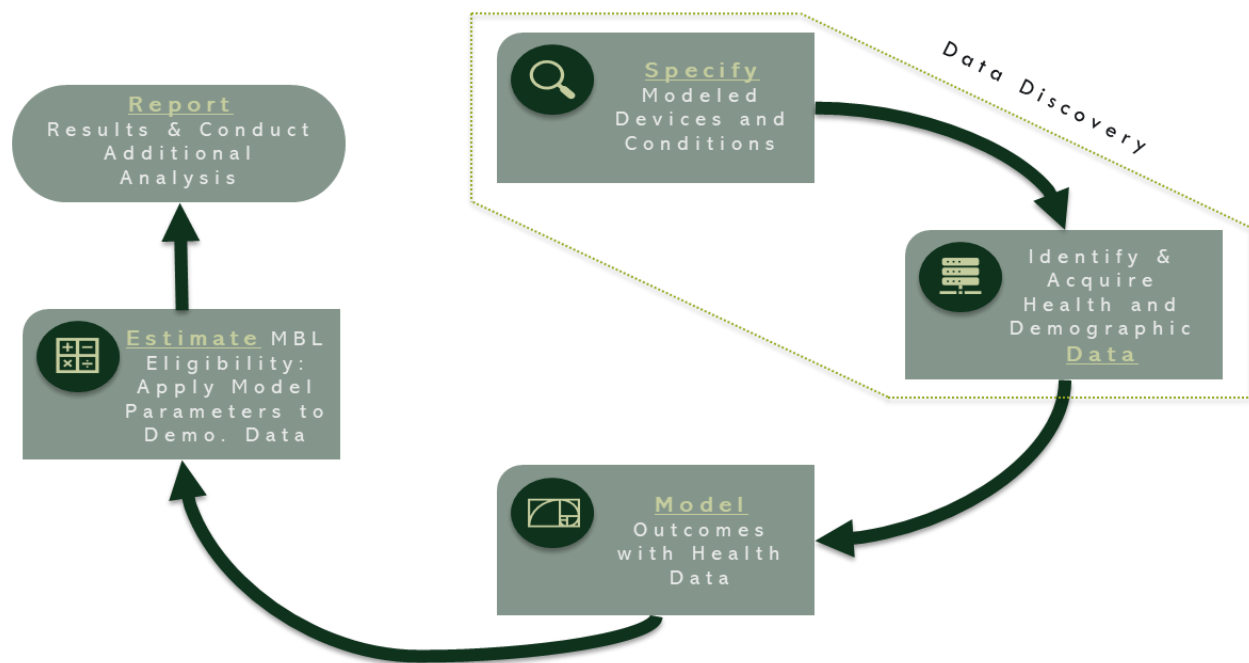 Specify
Modeled
Devices and
Conditions
Data Discovery
Identify &
Acquire
Health and
Demographic
Data
Model
Outcomes
with Health
Data
Estimate MBL
Eligibility:
Apply Model
Parameters to
Demo. Data
Report
Results & Conduct
Additional
Analysis